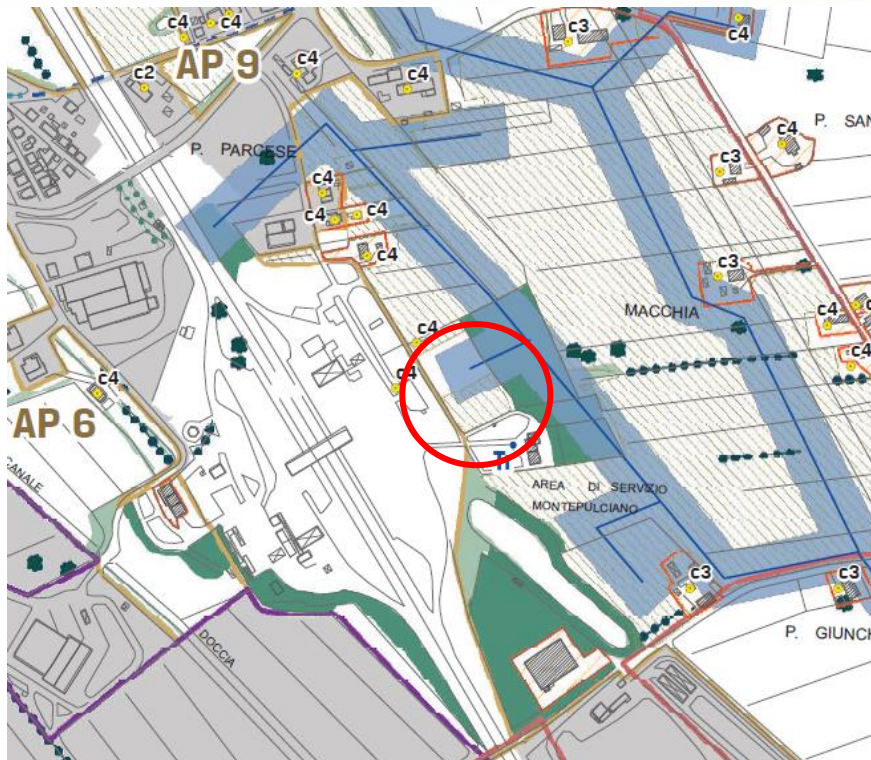 c4
c4
c3
c4
c2
AP 9
c4
c4
P. PARCESE
c4
P. SAN
c3
c4
c4
c4
c4
c3
MACCHIA
c4
c4
c4
c4
c4
AP 6
Ti
CANALE
AREA DI SERVIZIO
MONTEPULCIANO
c3
c3
DOCCIA
P. GIUNCH